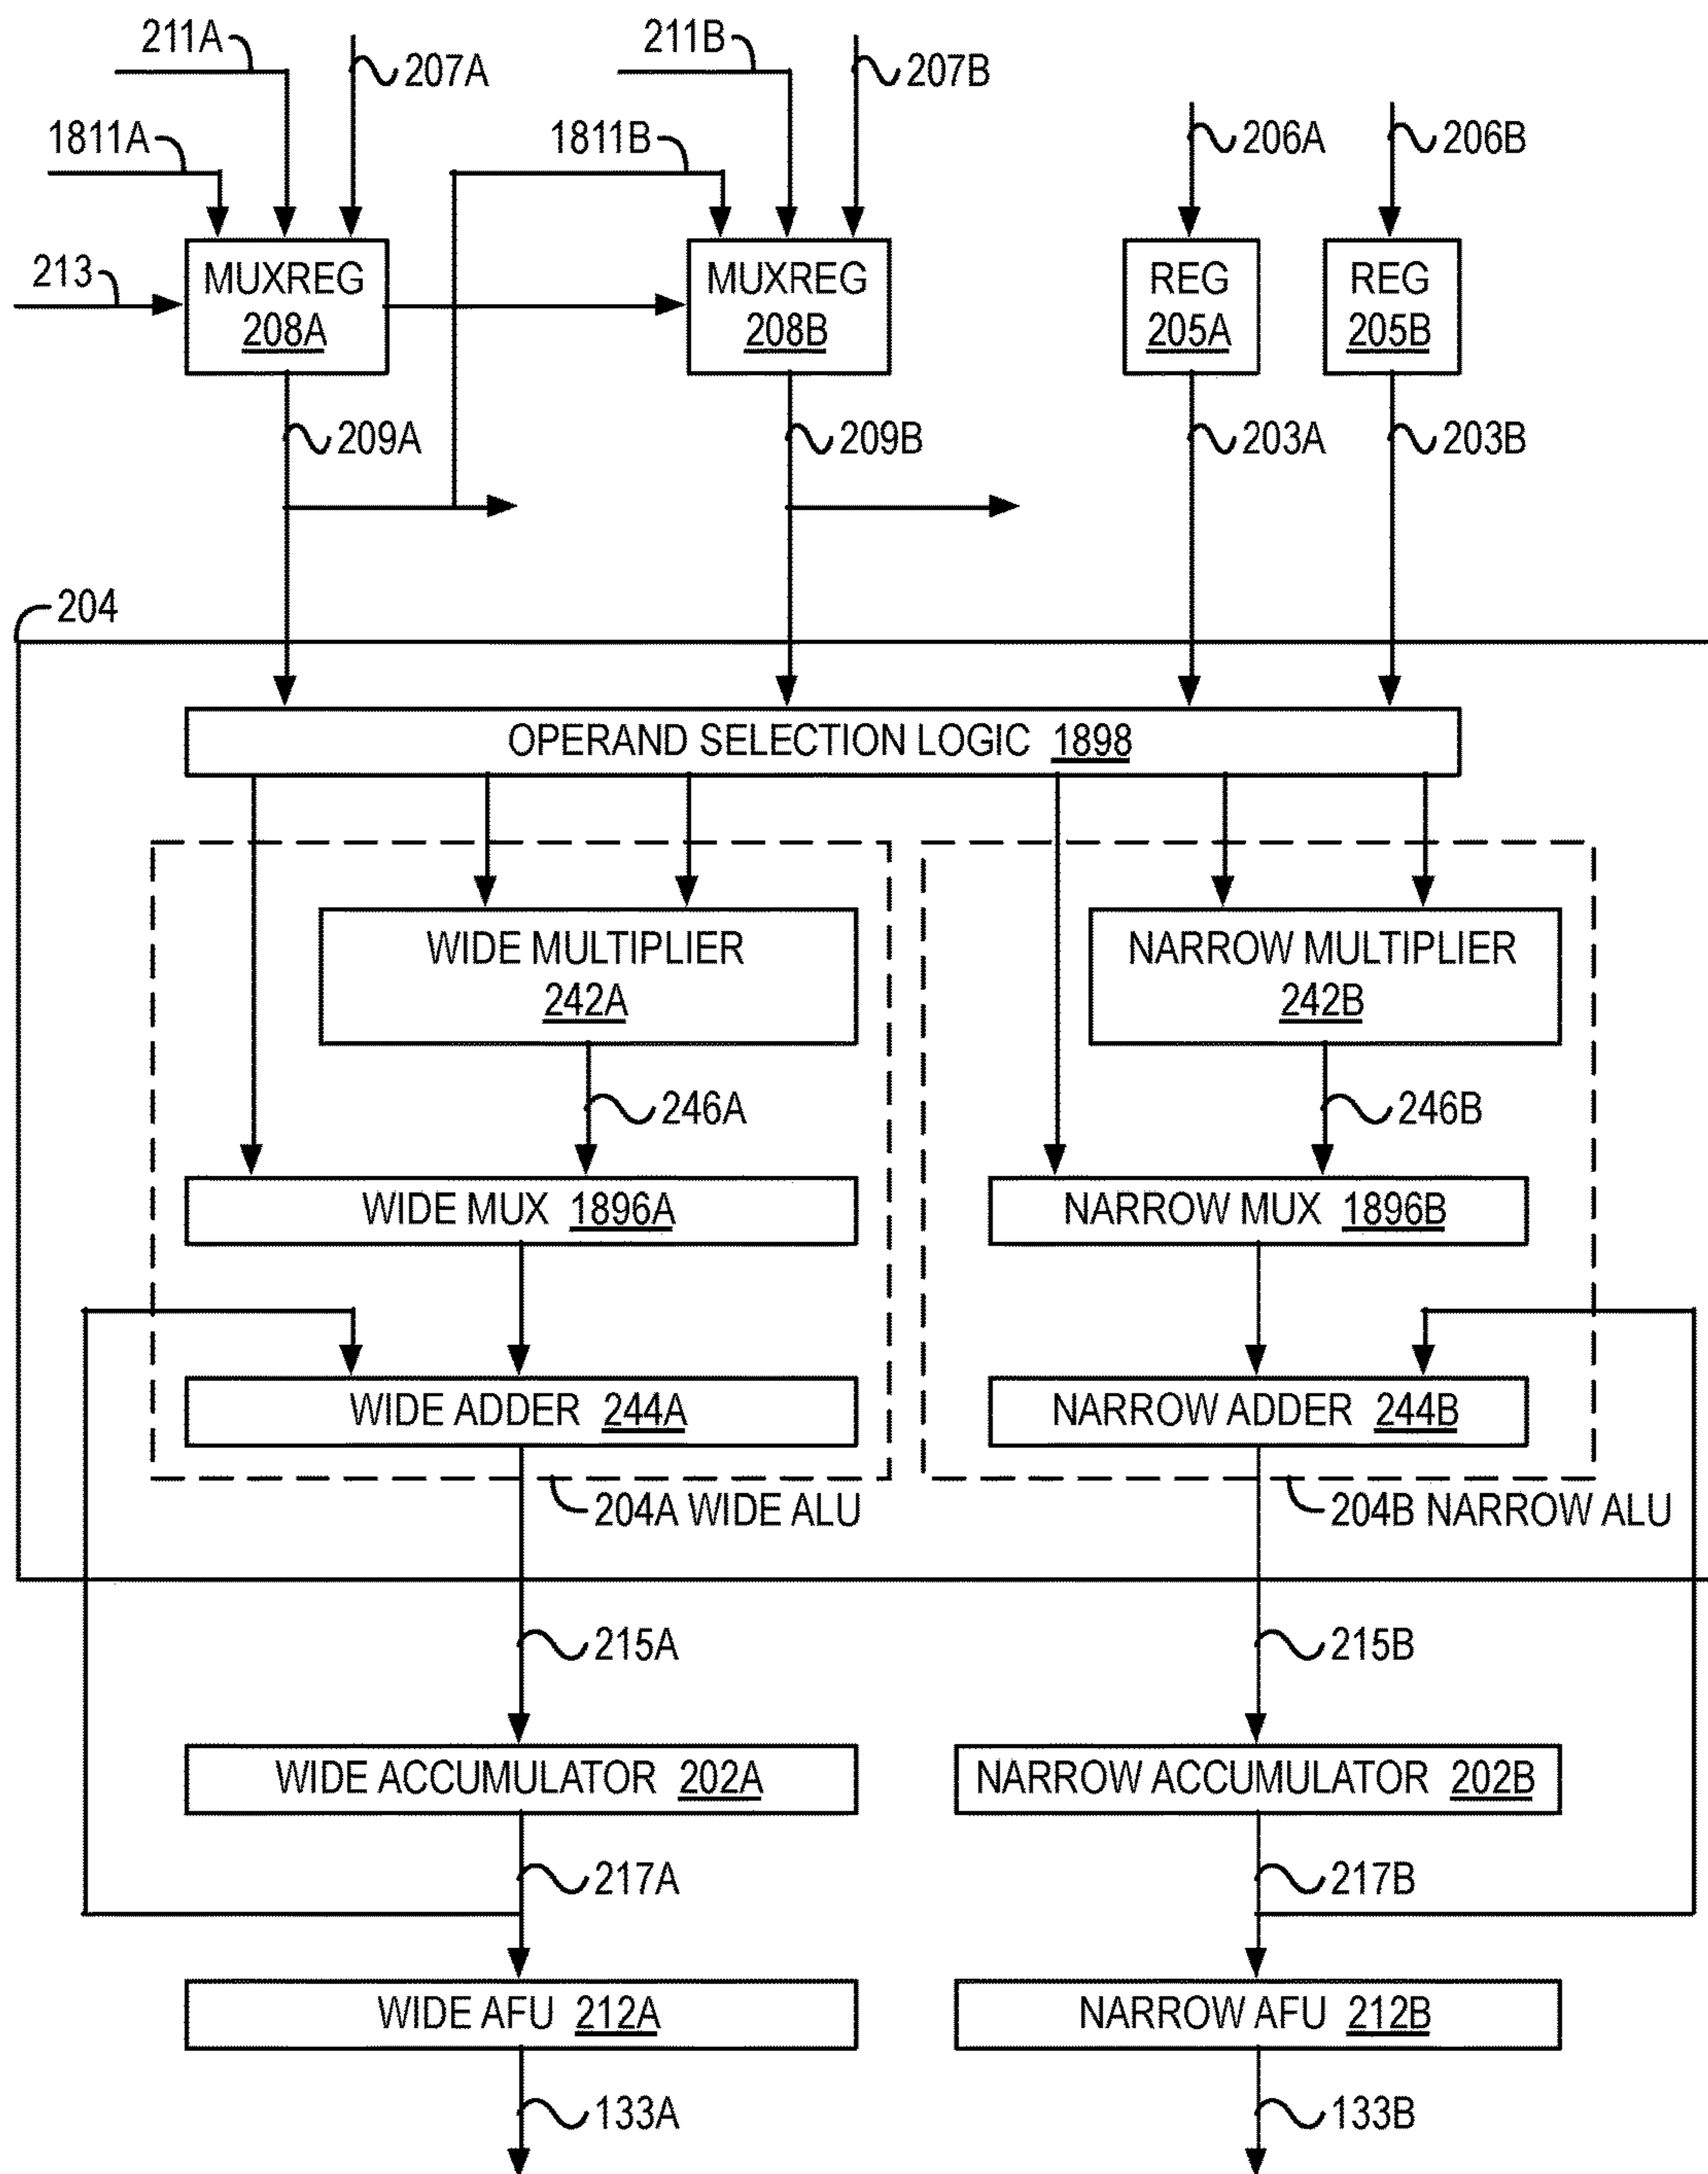 211A
207A
211B
207B
1811A
1811B
206A
206B
213
MUXREG
208A
MUXREG
208B
REG
205A
REG
205B
209A
209B
203A
203B
204
OPERAND SELECTION LOGIC 1898
WIDE MULTIPLIER
242A
NARROW MULTIPLIER
242B
246A
246B
WIDE MUX 1896A
NARROW MUX 1896B
WIDE ADDER 244A
NARROW ADDER 244B
204A WIDE ALU
204B NARROW ALU
215A
215B
WIDE ACCUMULATOR 202A
NARROW ACCUMULATOR 202B
217A
217B
WIDE AFU 212A
NARROW AFU 212B
133A
133B